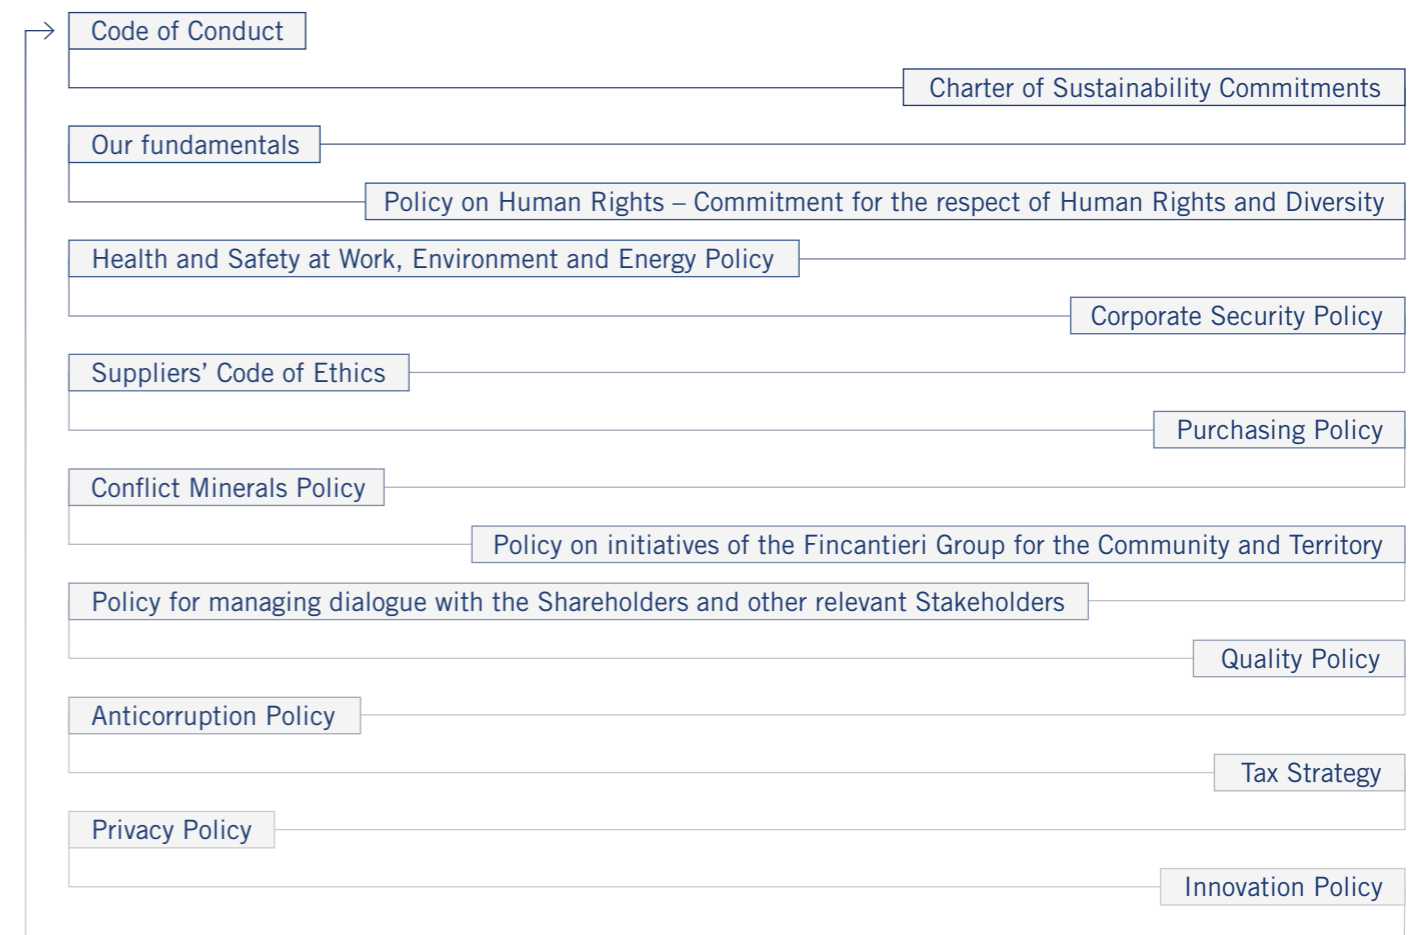 Code of Conduct
Charter of Sustainability Commitments
Our fundamentals
Policy on Human Rights – Commitment for the respect of Human Rights and Diversity
Health and Safety at Work, Environment and Energy Policy
Corporate Security Policy
Suppliers’ Code of Ethics
Purchasing Policy
Conflict Minerals Policy
Policy on initiatives of the Fincantieri Group for the Community and Territory
Policy for managing dialogue with the Shareholders and other relevant Stakeholders
Quality Policy
Anticorruption Policy
Tax Strategy
Privacy Policy
Innovation Policy